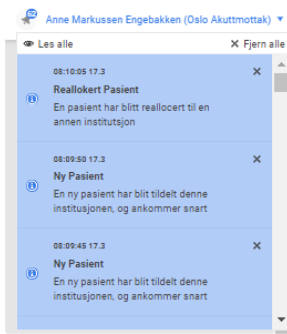 Anne Markussen Engebakken (Oslo Akuttmottak)
Les alle
Fjern alle
08:10:05 17.3
Reallokert Pasient
En pasient har blitt reallocert til en
annen institutsjon
08:09:50 17.3
Ny Pasient
En ny pasient har blit tildelt denne
institusjonen, og ankommer snart
08:09:45 17.3
Ny Pasient
En ny pasient har blit tildelt denne
institusjonen, og ankommer snart